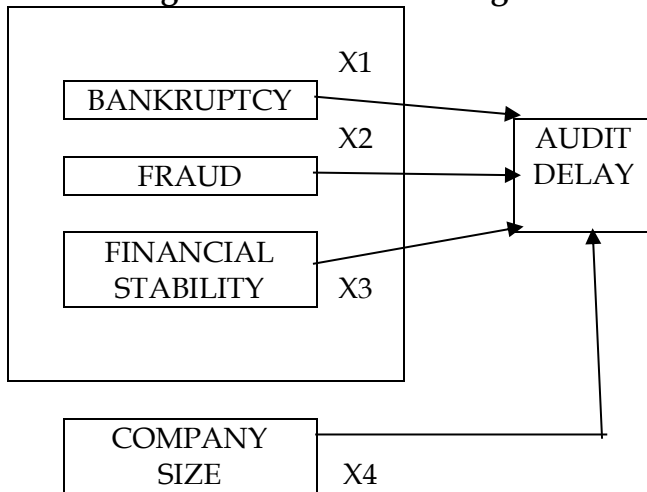 X1
BANKRUPTCY
X2
AUDIT
DELAY
FRAUD
FINANCIAL
STABILITY
X3
COMPANY
SIZE
X4